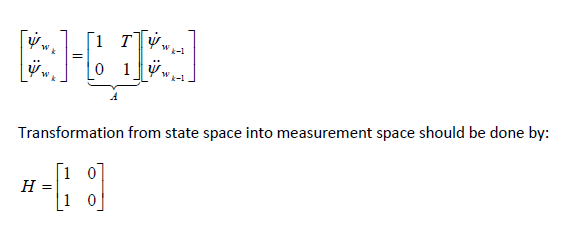 [ψ̇_{w_k}; ψ̈_{w_k}] = [1 T; 0 1] [ψ̇_{w_{k-1}}; ψ̈_{w_{k-1}}]
A
Transformation from state space into measurement space should be done by:
H = [1 0; 1 0]